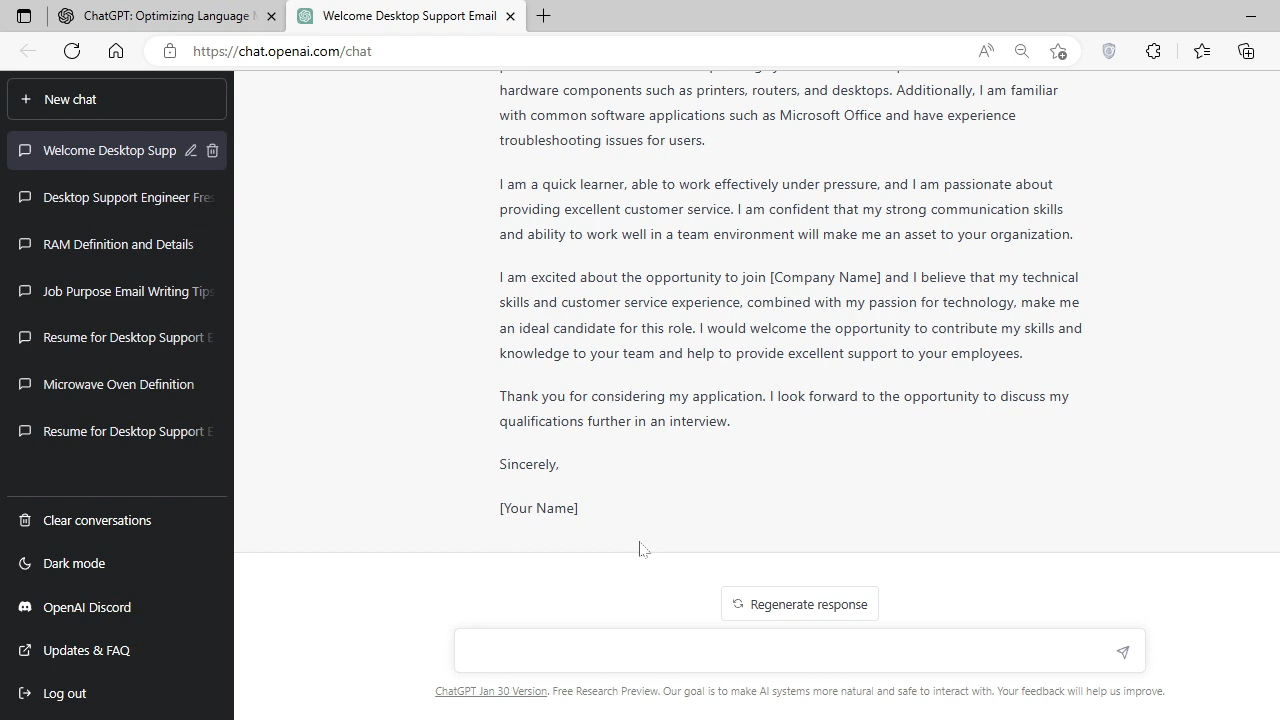 ChatGPT: Optimizing Language
Welcome Desktop Support Email
https://chat.openai.com/chat
New chat
Welcome Desktop Supp
Desktop Support Engineer Fres
RAM Definition and Details
Job Purpose Email Writing Tips
Resume for Desktop Support E
Microwave Oven Definition
Resume for Desktop Support E
Clear conversations
Dark mode
OpenAI Discord
Updates & FAQ
Log out
hardware components such as printers, routers, and desktops. Additionally, I am familiar
with common software applications such as Microsoft Office and have experience
troubleshooting issues for users.
I am a quick learner, able to work effectively under pressure, and I am passionate about
providing excellent customer service. I am confident that my strong communication skills
and ability to work well in a team environment will make me an asset to your organization.
I am excited about the opportunity to join [Company Name] and I believe that my technical
skills and customer service experience, combined with my passion for technology, make me
an ideal candidate for this role. I would welcome the opportunity to contribute my skills and
knowledge to your team and help to provide excellent support to your employees.
Thank you for considering my application. I look forward to the opportunity to discuss my
qualifications further in an interview.
Sincerely,
[Your Name]
Regenerate response
ChatGPT Jan 30 Version. Free Research Preview. Our goal is to make AI systems more natural and safe to interact with. Your feedback will help us improve.